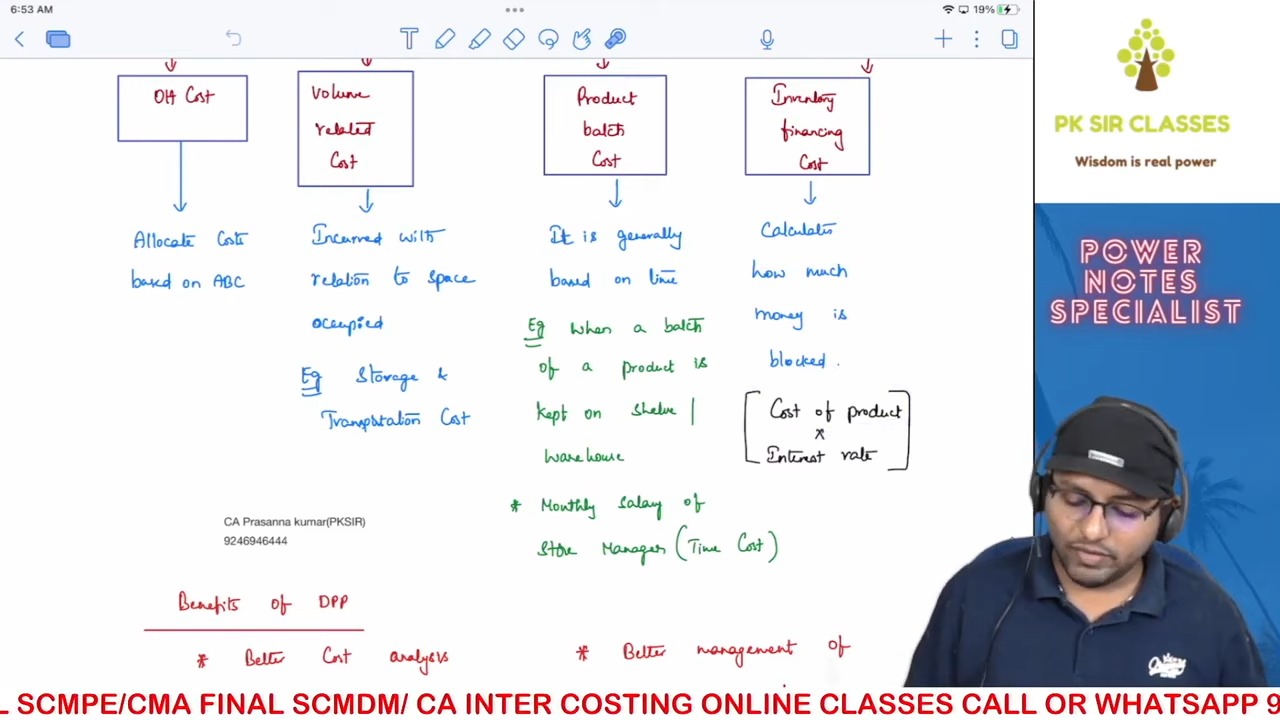 6:53 AM
19%
OH Cost
Volume
related
Cost
Product
batch
Cost
Inventory
financing
Cost
Allocate Costs
based on ABC
Incurred with
relation to space
occupied
Eg Storage &
Transportation Cost
It is generally
based on time
Eg When a batch
of a product is
kept on shelve |
warehouse
* Monthly Salary of
Store Manager (Time Cost)
Calculates
how much
money is
blocked.
Cost of product
×
Interest rate
CA Prasanna kumar(PKSIR)
9246946444
Benefits of DPP
* Better Cost analysis
* Better management of
PK SIR CLASSES
Wisdom is real power
POWER
NOTES
SPECIALIST
L SCMPE/CMA FINAL SCMDM/ CA INTER COSTING ONLINE CLASSES CALL OR WHATSAPP 9